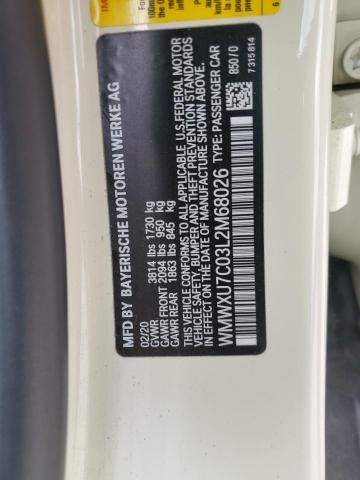 MFD BY BAYERISCHE MOTOREN WERKE AG
02/20
GVWR 3814 lbs 1730 kg
GAWR FRONT 2094 lbs 950 kg
GAWR REAR 1863 lbs 845 kg
THIS VEHICLE CONFORMS TO ALL APPLICABLE U.S.FEDERAL MOTOR
VEHICLE SAFETY, BUMPER AND THEFT PREVENTION
STANDARDS IN EFFECT ON THE DATE OF MANUFACTURE SHOWN ABOVE.
WMWXU7C03L2M68026 TYPE: PASSENGER CAR
850/0
7 315 814